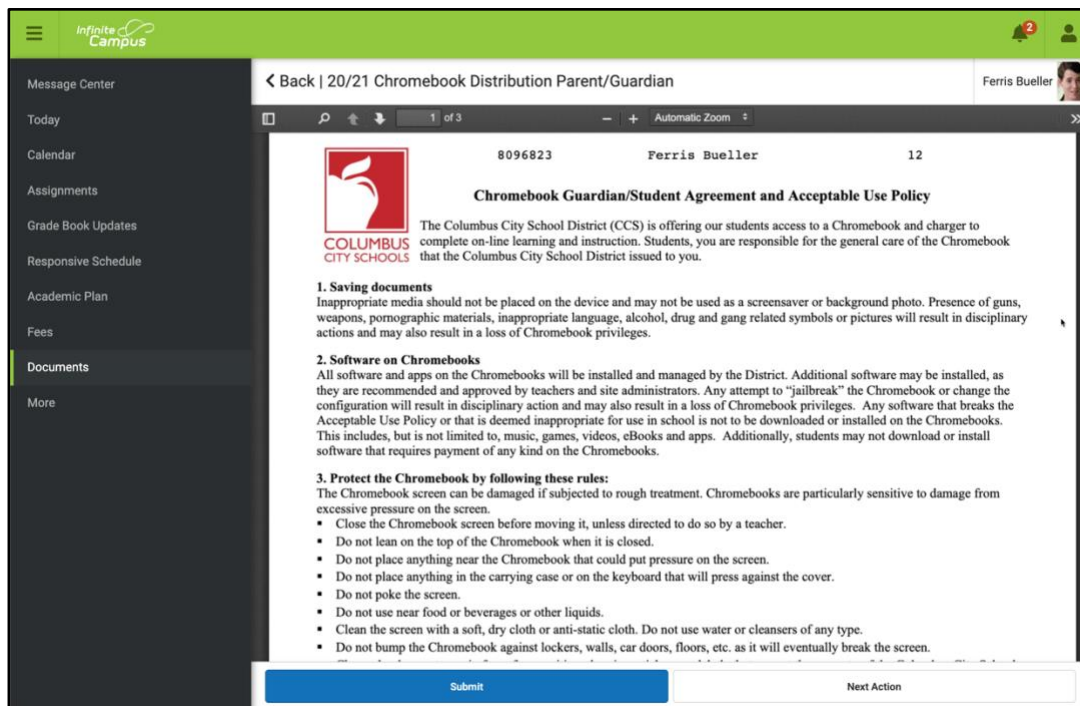 Infinite
Campus
2
Message Center
Today
Calendar
Assignments
Grade Book Updates
Responsive Schedule
Academic Plan
Fees
Documents
More
Back | 20/21 Chromebook Distribution Parent/Guardian
Ferris Bueller
1 of 3
Automatic Zoom
8096823 Ferris Bueller 12
COLUMBUS
CITY SCHOOLS
Chromebook Guardian/Student Agreement and Acceptable Use Policy
The Columbus City School District (CCS) is offering our students access to a Chromebook and charger to
complete on-line learning and instruction. Students, you are responsible for the general care of the Chromebook
that the Columbus City School District issued to you.
1. Saving documents
Inappropriate media should not be placed on the device and may not be used as a screensaver or background photo. Presence of guns,
weapons, pornographic materials, inappropriate language, alcohol, drug and gang related symbols or pictures will result in disciplinary
actions and may also result in a loss of Chromebook privileges.
2. Software on Chromebooks
All software and apps on the Chromebooks will be installed and managed by the District. Additional software may be installed, as
they are recommended and approved by teachers and site administrators. Any attempt to “jailbreak” the Chromebook or change the
configuration will result in disciplinary action and may also result in a loss of Chromebook privileges. Any software that breaks the
Acceptable Use Policy or that is deemed inappropriate for use in school is not to be downloaded or installed on the Chromebooks.
This includes, but is not limited to, music, games, videos, eBooks and apps. Additionally, students may not download or install
software that requires payment of any kind on the Chromebooks.
3. Protect the Chromebook by following these rules:
The Chromebook screen can be damaged if subjected to rough treatment. Chromebooks are particularly sensitive to damage from
excessive pressure on the screen.
▪ Close the Chromebook screen before moving it, unless directed to do so by a teacher.
▪ Do not lean on the top of the Chromebook when it is closed.
▪ Do not place anything near the Chromebook that could put pressure on the screen.
▪ Do not place anything in the carrying case or on the keyboard that will press against the cover.
▪ Do not poke the screen.
▪ Do not use near food or beverages or other liquids.
▪ Clean the screen with a soft, dry cloth or anti-static cloth. Do not use water or cleansers of any type.
▪ Do not bump the Chromebook against lockers, walls, car doors, floors, etc. as it will eventually break the screen.
Submit
Next Action